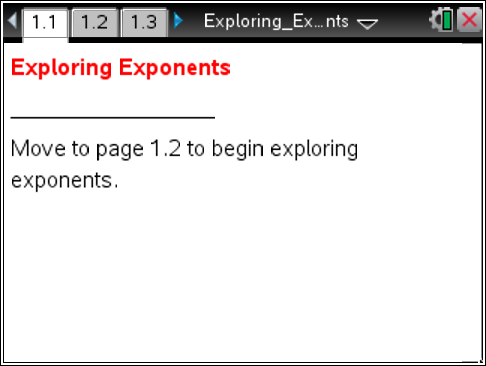 1.1 1.2 1.3 Exploring_Ex...nts
Exploring Exponents
Move to page 1.2 to begin exploring
exponents.